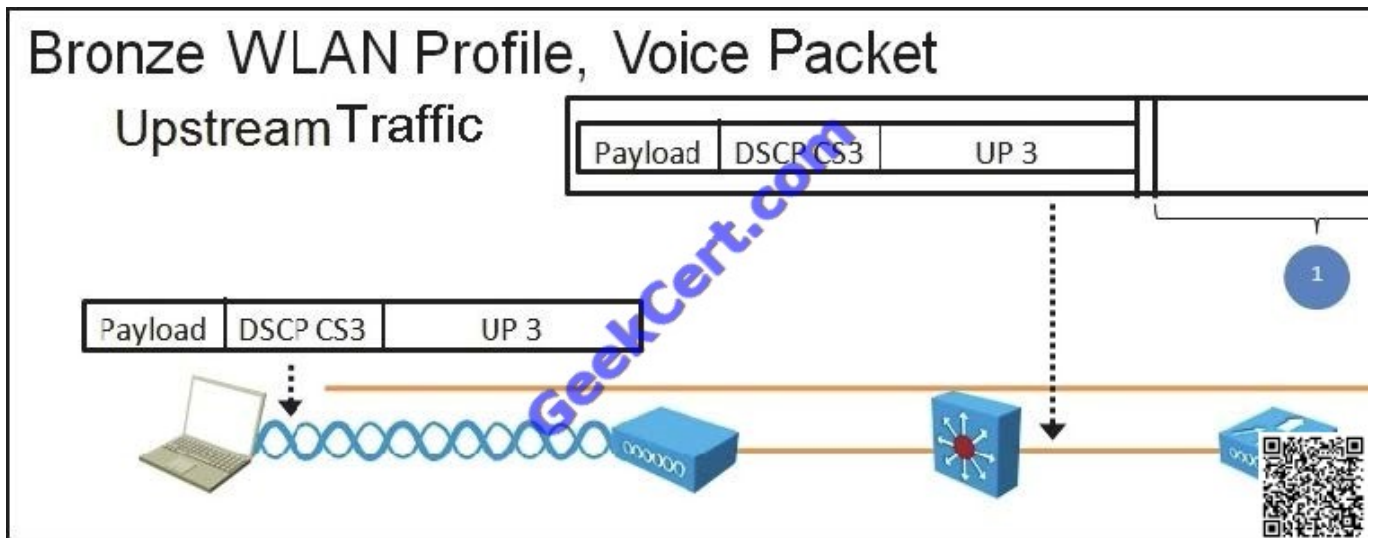 Bronze WLAN Profile, Voice Packet
Upstream Traffic
Payload DSCP CS3 UP 3
1
Payload DSCP CS3 UP 3
GeekCert.com